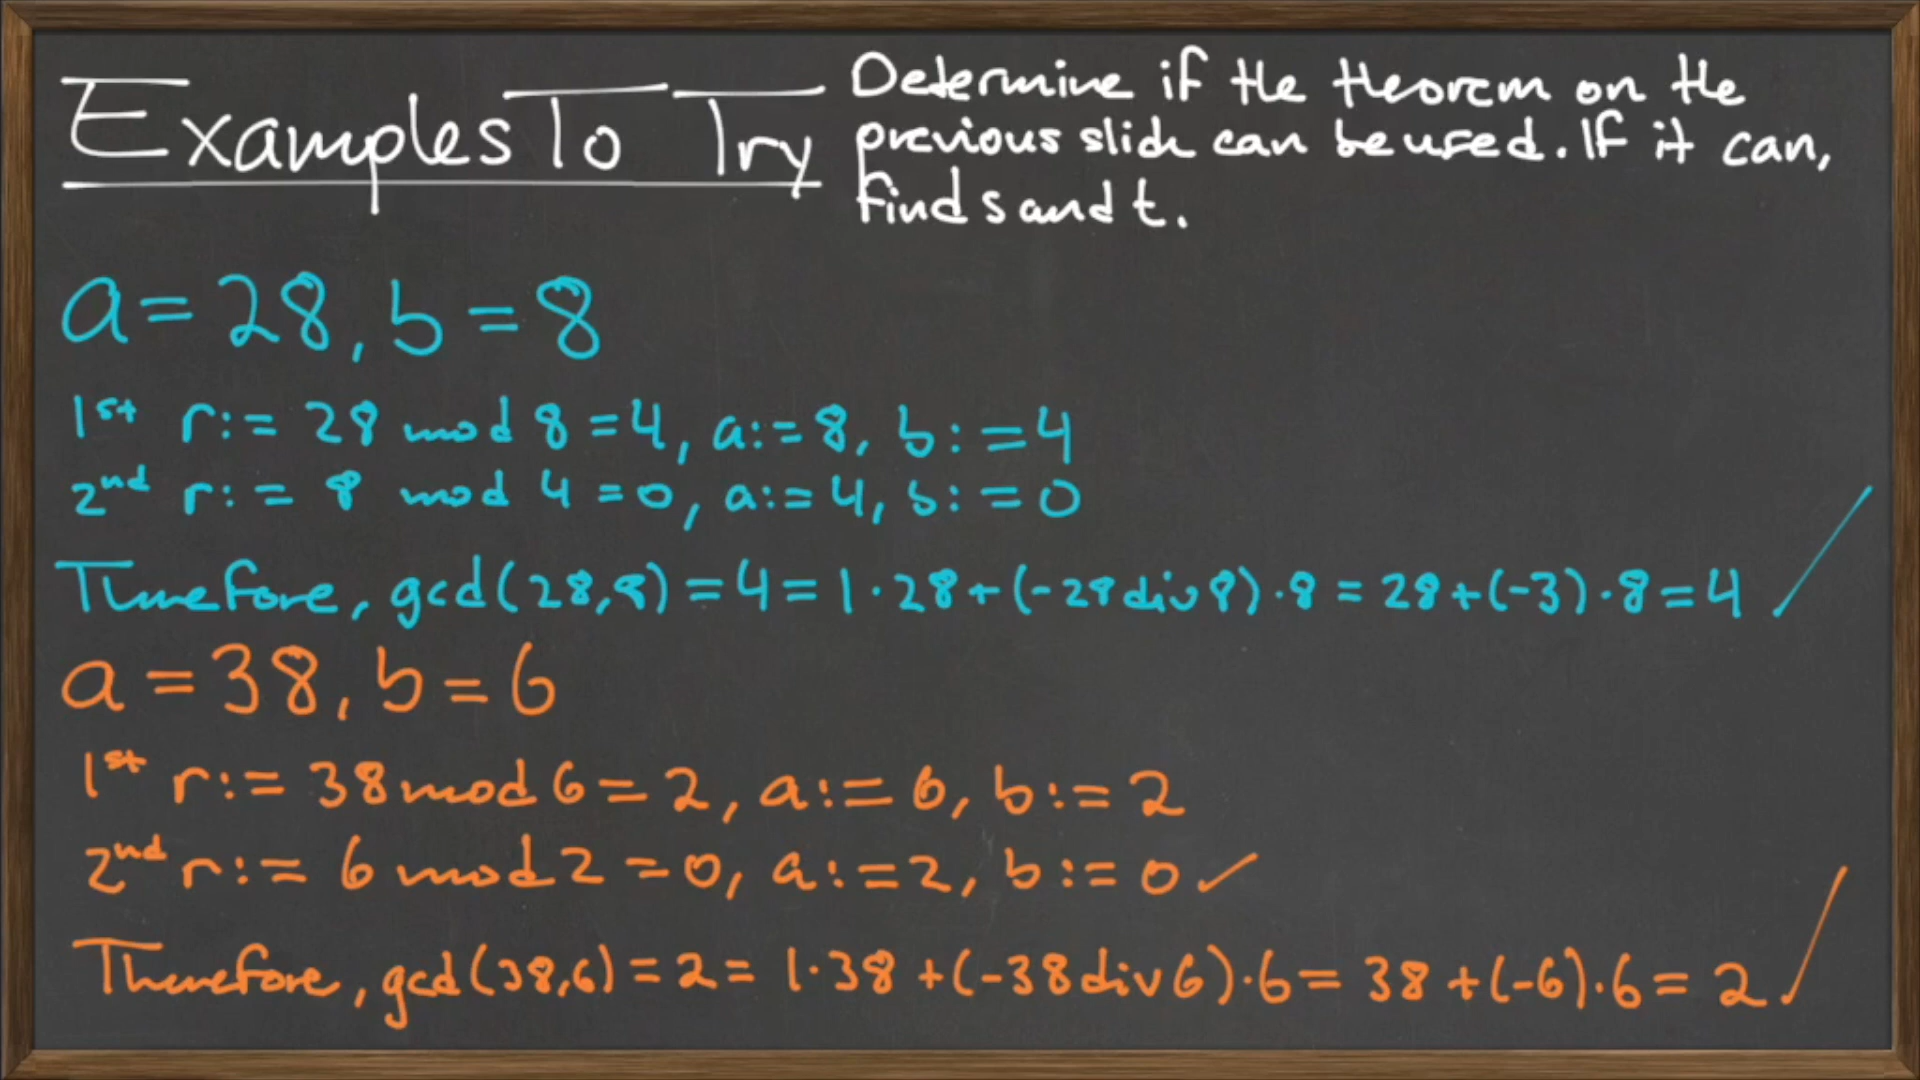 Examples To Try
Determine if the theorem on the
previous slide can be used. If it can,
find s and t.
a = 28, b = 8
1st r := 28 mod 8 = 4, a := 8, b := 4
2nd r := 8 mod 4 = 0, a := 4, b := 0
Therefore, gcd(28,8) = 4 = 1·28 + (-28 div 8)·8 = 28 + (-3)·8 = 4
a = 38, b = 6
1st r := 38 mod 6 = 2, a := 6, b := 2
2nd r := 6 mod 2 = 0, a := 2, b := 0 ✓
Therefore, gcd(38,6) = 2 = 1·38 + (-38 div 6)·6 = 38 + (-6)·6 = 2